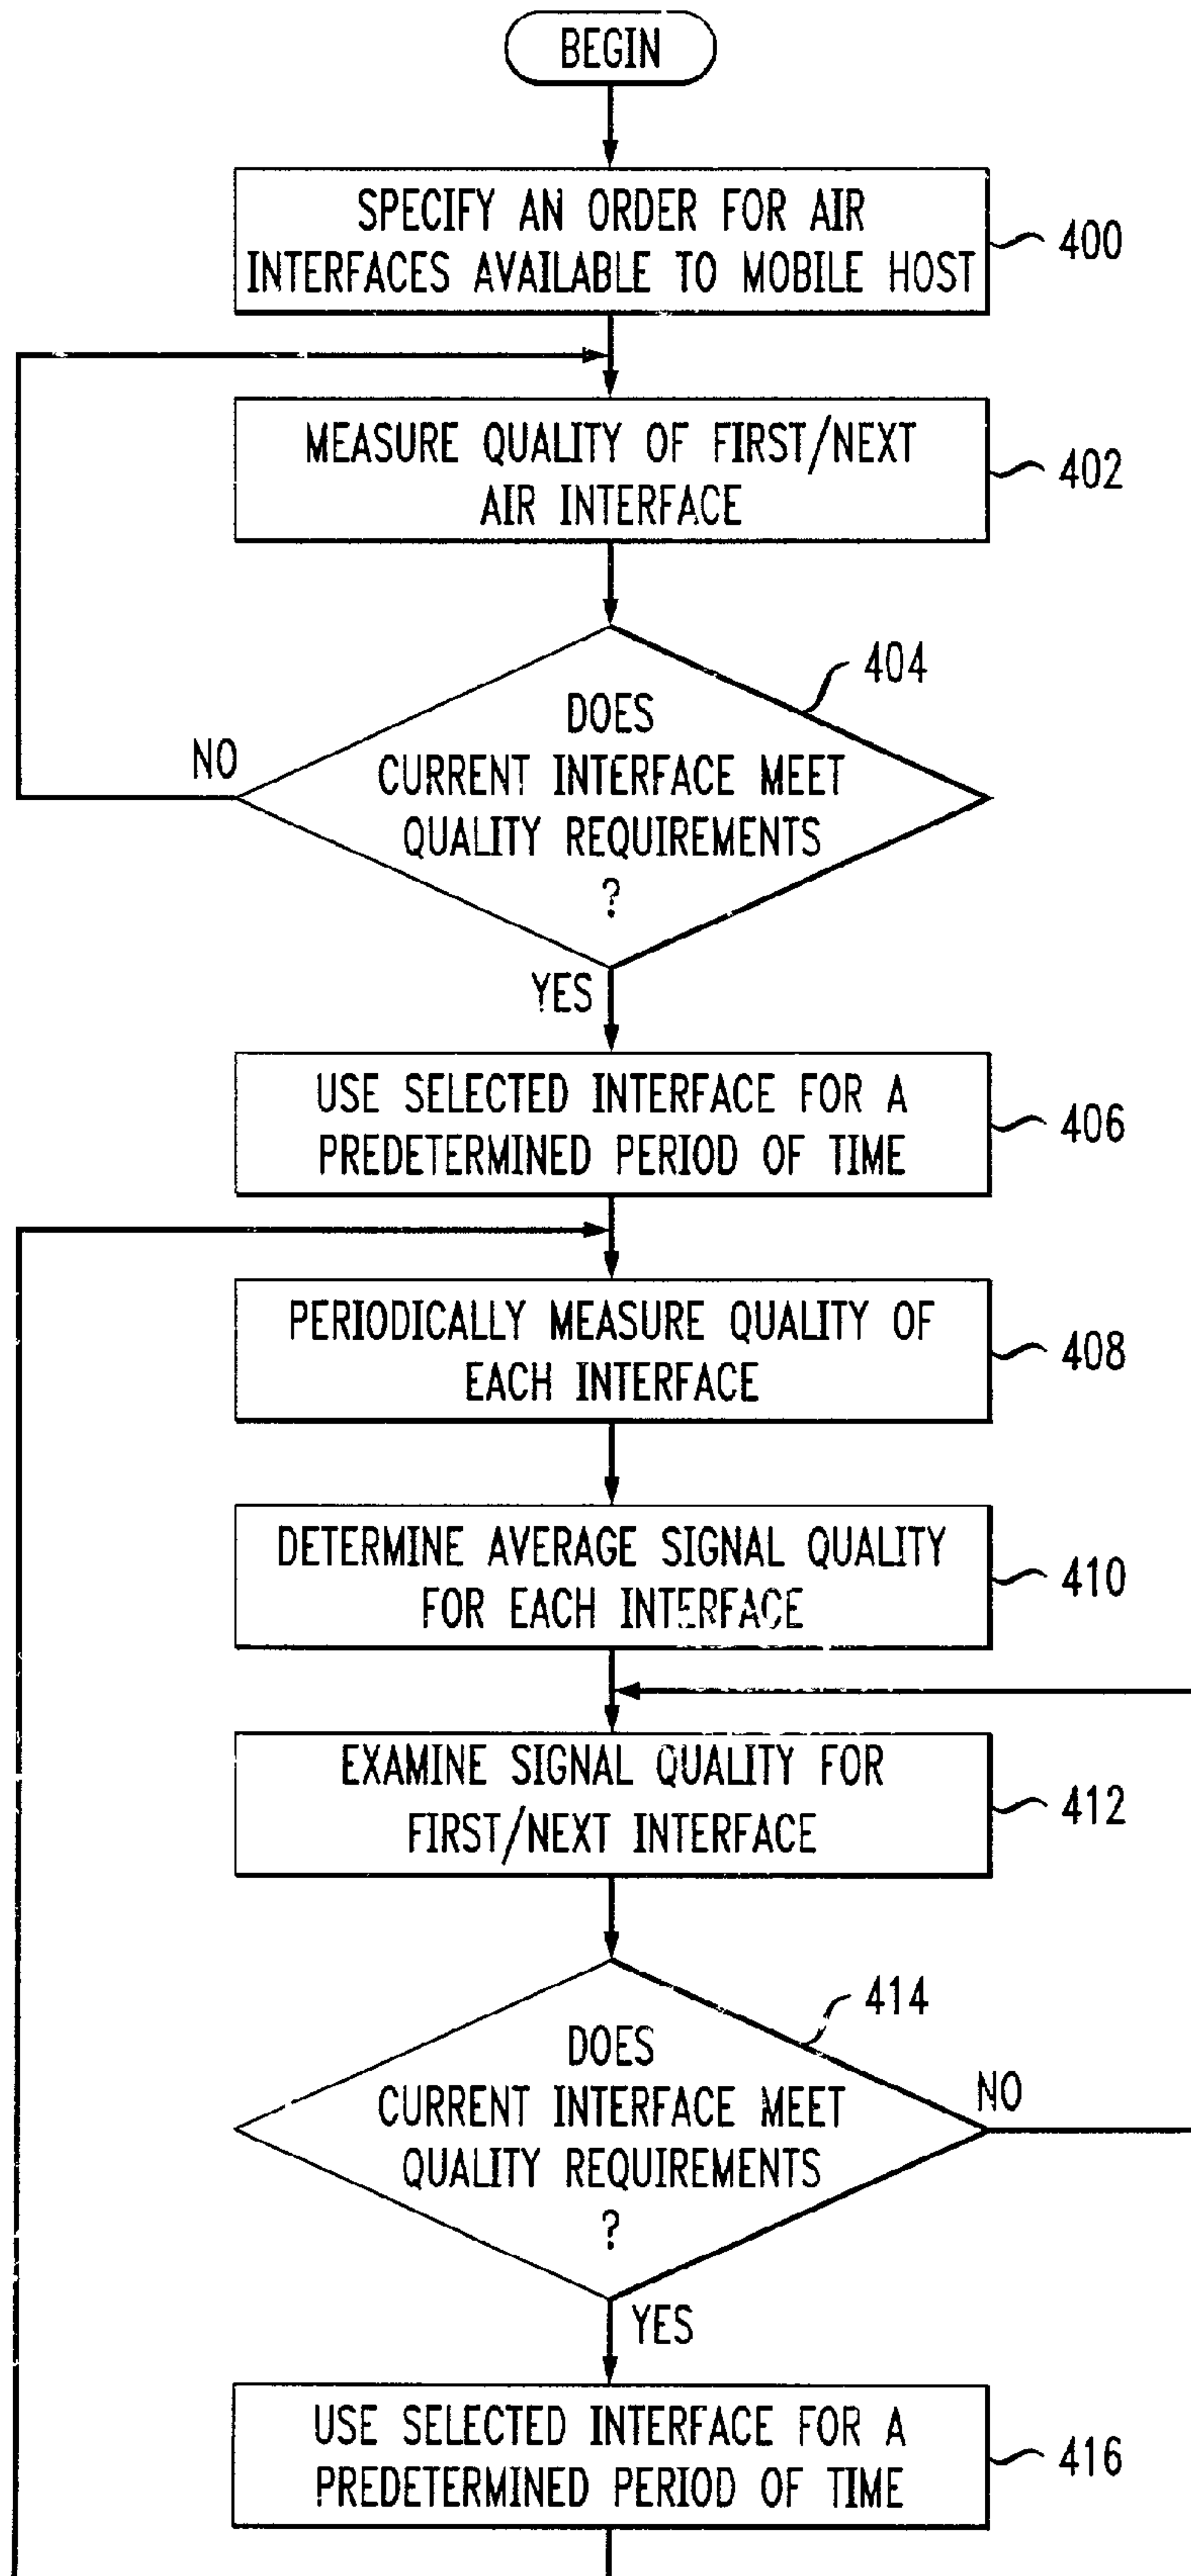 BEGIN
SPECIFY AN ORDER FOR AIR
INTERFACES AVAILABLE TO MOBILE HOST
400
MEASURE QUALITY OF FIRST/NEXT
AIR INTERFACE
402
404
DOES
CURRENT INTERFACE MEET
QUALITY REQUIREMENTS
?
NO
YES
USE SELECTED INTERFACE FOR A
PREDETERMINED PERIOD OF TIME
406
PERIODICALLY MEASURE QUALITY OF
EACH INTERFACE
408
DETERMINE AVERAGE SIGNAL QUALITY
FOR EACH INTERFACE
410
EXAMINE SIGNAL QUALITY FOR
FIRST/NEXT INTERFACE
412
414
DOES
CURRENT INTERFACE MEET
QUALITY REQUIREMENTS
?
NO
YES
USE SELECTED INTERFACE FOR A
PREDETERMINED PERIOD OF TIME
416